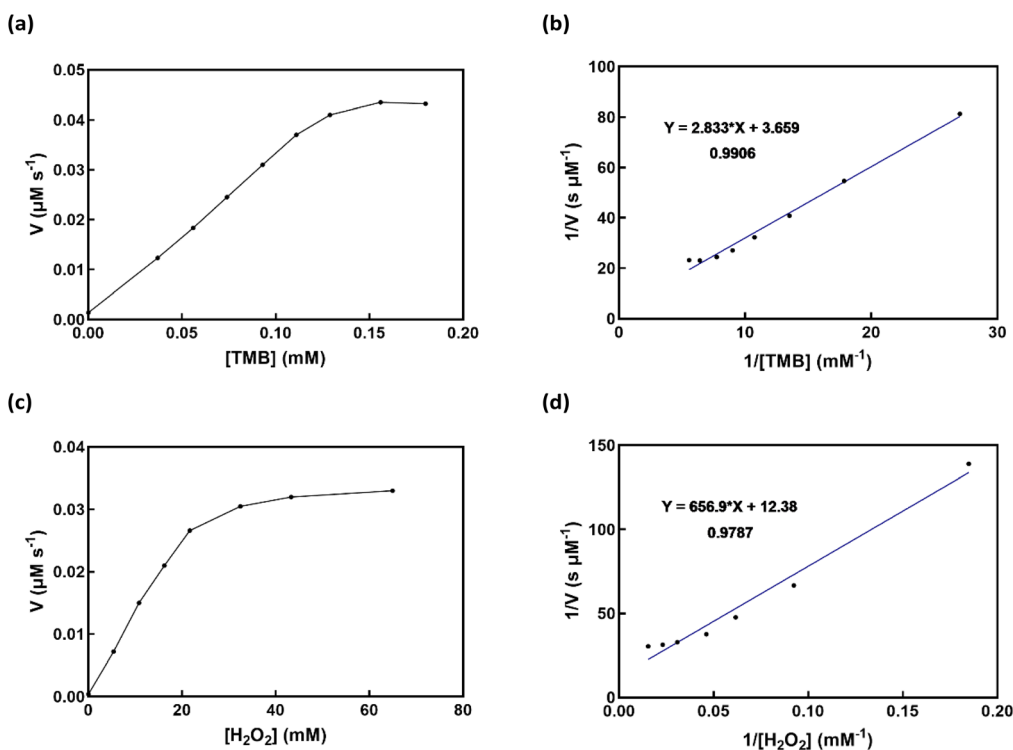 (a)
(b)
0.05
0.04
0.03
0.02
0.01
0.00
V (µM s⁻¹)
0.00 0.05 0.10 0.15 0.20
[TMB] (mM)
100
80
60
40
20
0
1/V (s µM⁻¹)
Y = 2.833*X + 3.659
0.9906
0 10 20 30
1/[TMB] (mM⁻¹)
(c)
(d)
0.04
0.03
0.02
0.01
0.00
V (µM s⁻¹)
0 20 40 60 80
[H₂O₂] (mM)
150
100
50
0
1/V (s µM⁻¹)
Y = 656.9*X + 12.38
0.9787
0.00 0.05 0.10 0.15 0.20
1/[H₂O₂] (mM⁻¹)